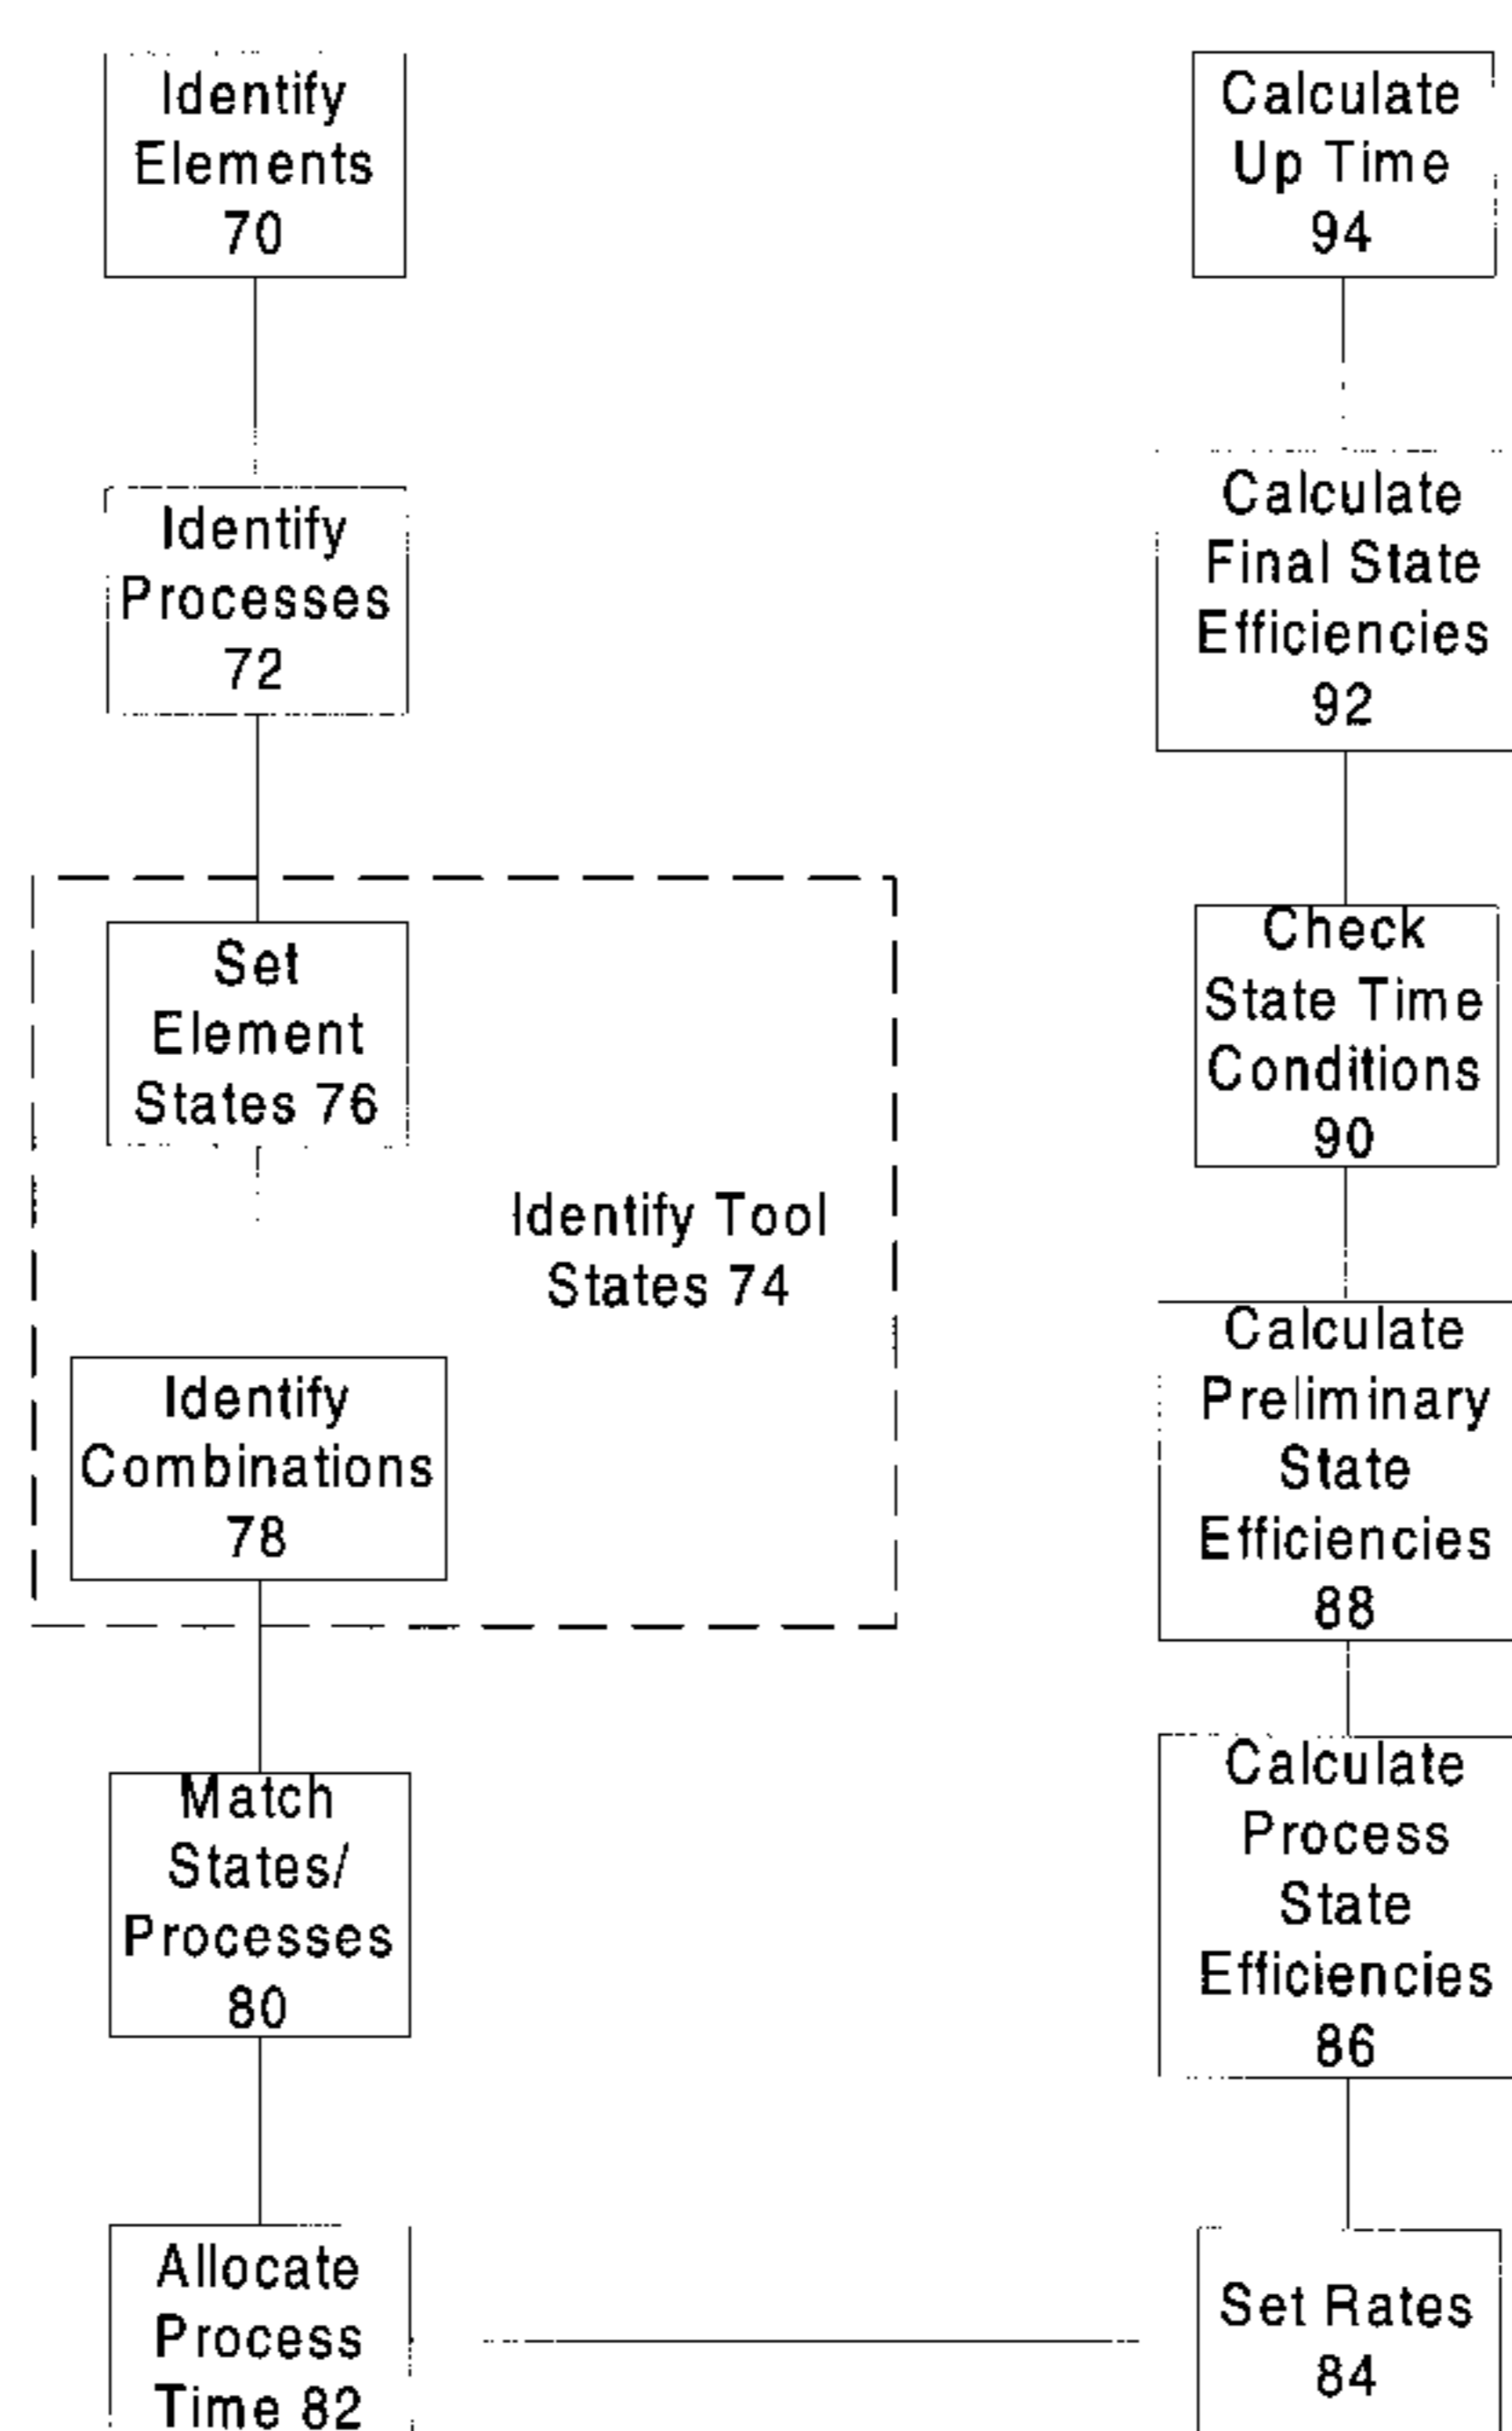 Identify
Elements
70
Identify
Processes
72
Set
Element
States 76
Identify Tool
States 74
Identify
Combinations
78
Match
States/
Processes
80
Allocate
Process
Time 82
Calculate
Up Time
94
Calculate
Final State
Efficiencies
92
Check
State Time
Conditions
90
Calculate
Preliminary
State
Efficiencies
88
Calculate
Process
State
Efficiencies
86
Set Rates
84